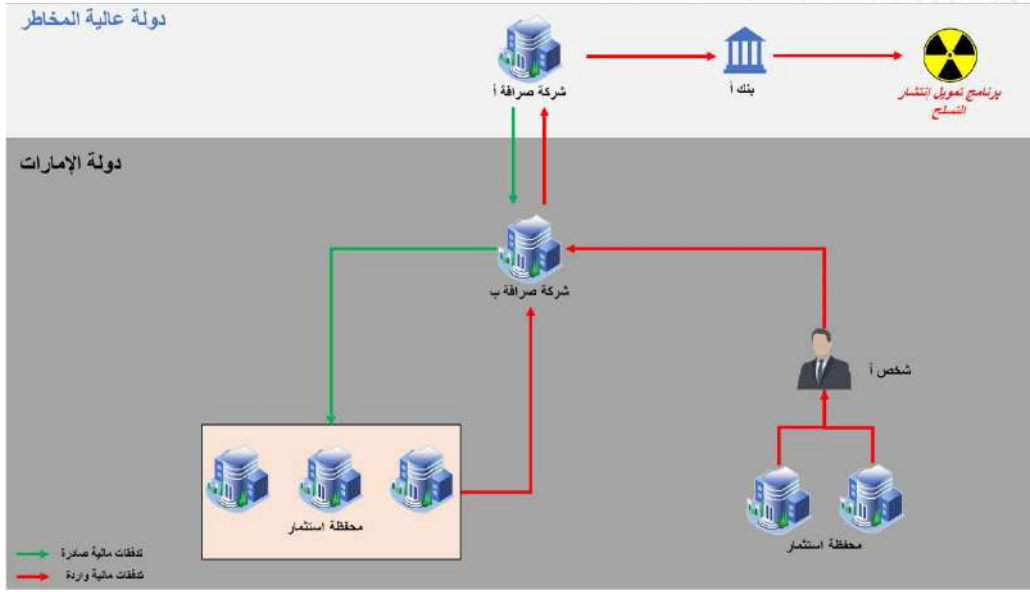 دولة عالية المخاطر
شركة صرافة أ
بنك أ
برنامج تمويل إنتشار
التسلح
دولة الإمارات
شركة صرافة ب
شخص أ
محفظة استثمار
محفظة استثمار
تدفقات مالية صادرة
تدفقات مالية واردة